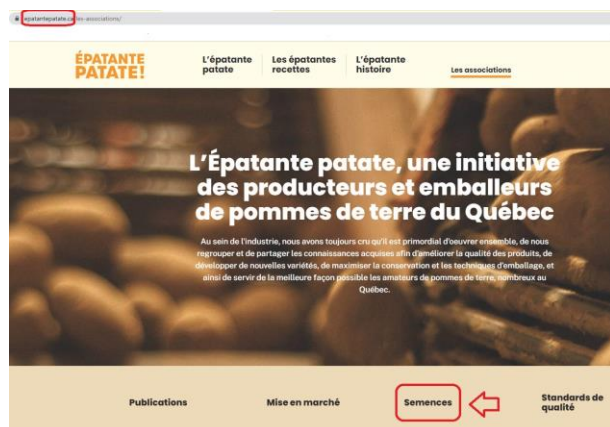 epatantepatate.ca/les-associations/
ÉPATANTE
PATATE!
L'épatante
patate
Les épatantes
recettes
L'épatante
histoire
Les associations
L'Épatante patate, une initiative
des producteurs et emballeurs
de pommes de terre du Québec
Au sein de l'industrie, nous avons toujours cru qu'il est primordial d'oeuvrer ensemble, de nous
regrouper et de partager les connaissances acquises afin d'améliorer la qualité des produits, de
développer de nouvelles variétés, de maximiser la conservation et les techniques d'emballage, et
ainsi de servir de la meilleure façon possible les amateurs de pommes de terre, nombreux au
Québec.
Publications
Mise en marché
Semences
Standards de
qualité